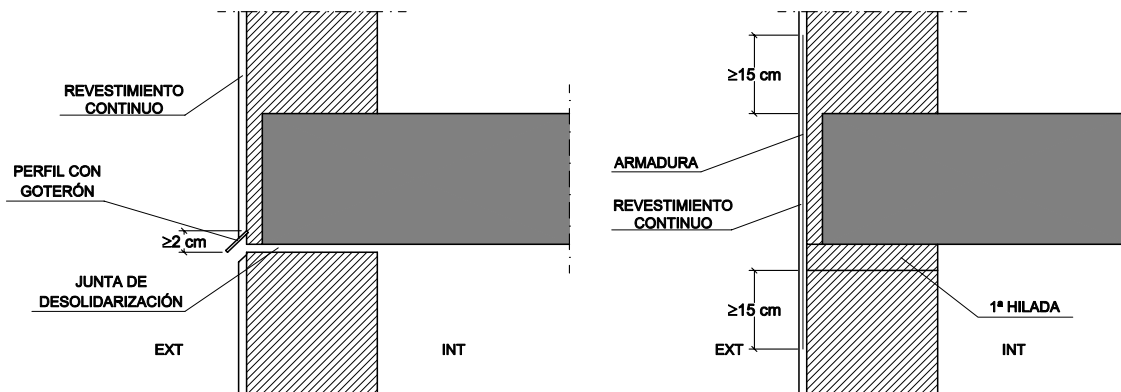 REVESTIMIENTO
CONTINUO
PERFIL CON
GOTERÓN
≥2 cm
JUNTA DE
DESOLIDARIZACIÓN
EXT
INT
≥15 cm
ARMADURA
REVESTIMIENTO
CONTINUO
≥15 cm
1ª HILADA
EXT
INT